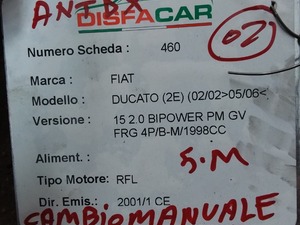 ANTDX
DISFACAR
02
Numero Scheda : 460
Marca : FIAT
Modello : DUCATO (2E) (02/02>05/06<
Versione : 15 2.0 BIPOWER PM GV
FRG 4P/B-M/1998CC
Aliment. :
5.M
Tipo Motore: RFL
Dir. Emis.: 2001/1 CE
CAMBIO MANUALE